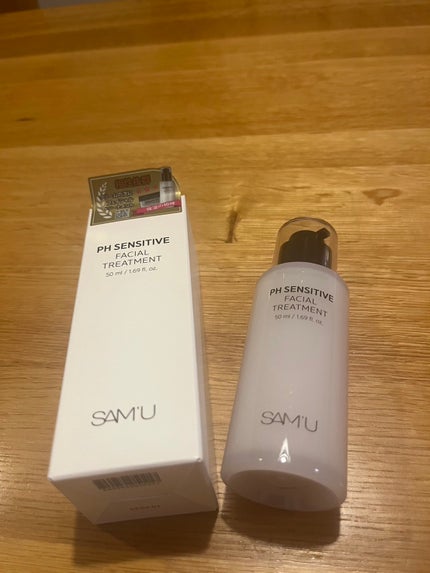 PH SENSITIVE
FACIAL
TREATMENT
50 ml / 1.69 fl. oz.
SAM'U
PH SENSITIVE
FACIAL
TREATMENT
50 ml / 1.69 fl. oz.
SAM'U